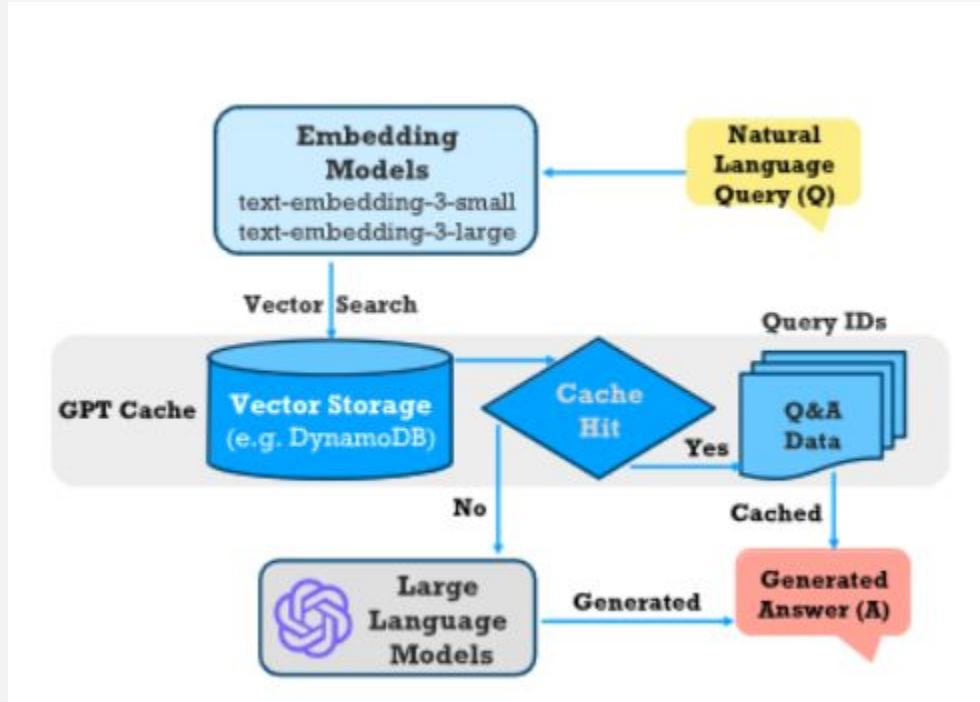 Embedding
Models
text-embedding-3-small
text-embedding-3-large
Natural
Language
Query (Q)
Vector Search
Query IDs
GPT Cache
Vector Storage
(e.g. DynamoDB)
Cache
Hit
Yes
Q&A
Data
No
Cached
Large
Language
Models
Generated
Generated
Answer (A)